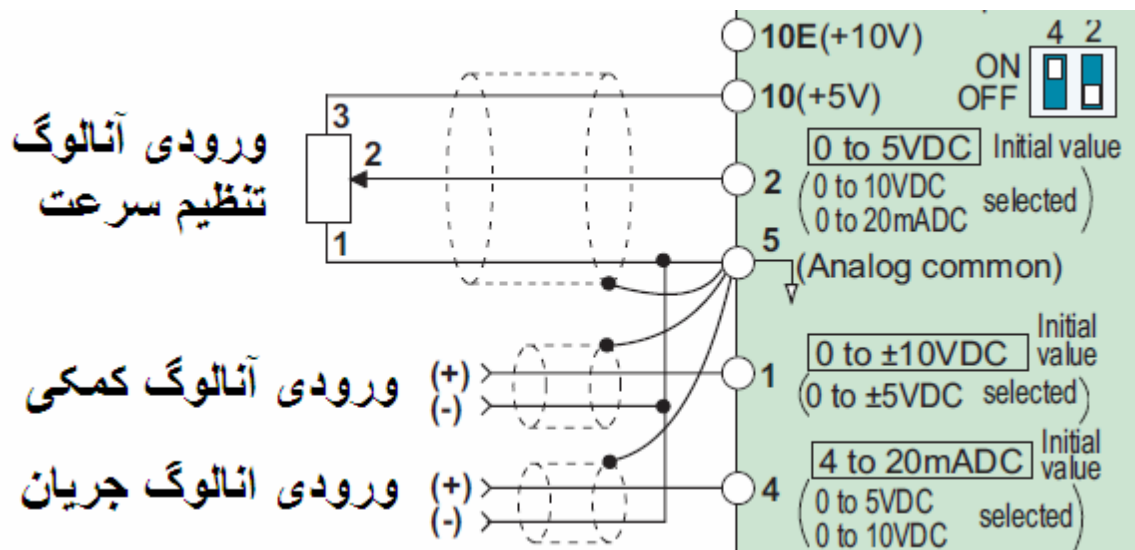 10E(+10V)
4 2
ON
OFF
10(+5V)
3
ورودی آنالوگ
تنظیم سرعت
2
2
0 to 5VDC Initial value
(0 to 10VDC
0 to 20mADC selected)
1
5
(Analog common)
ورودی آنالوگ کمکی
(+)
(-)
1
0 to ±10VDC Initial value
(0 to ±5VDC selected)
ورودی انالوگ جریان
(+)
(-)
4
4 to 20mADC Initial value
(0 to 5VDC
0 to 10VDC selected)